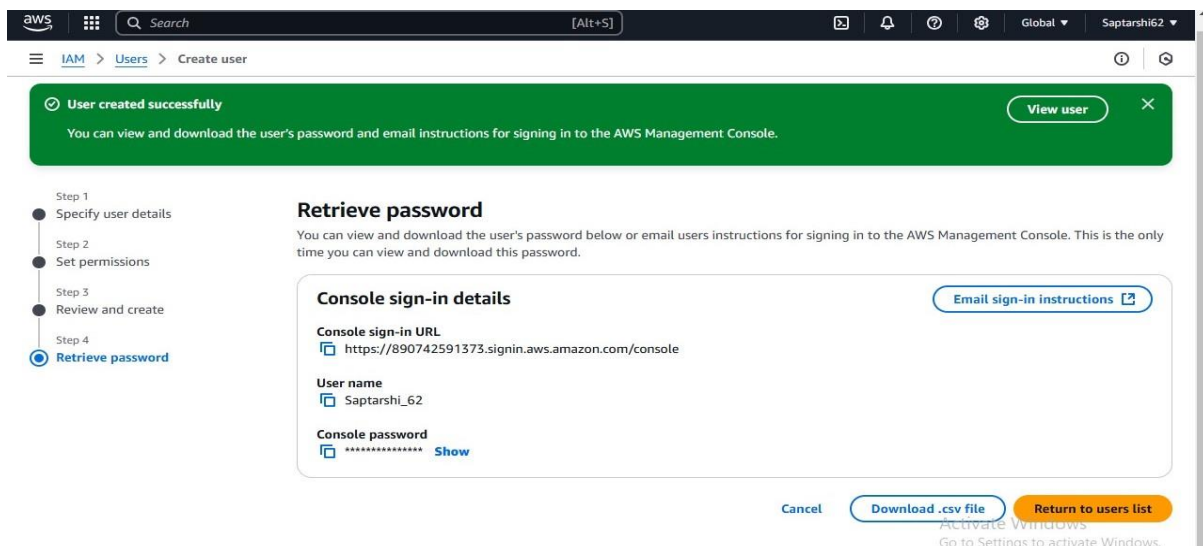 aws Search [Alt+S] Global Saptarshi62
IAM > Users > Create user
User created successfully
View user
You can view and download the user's password and email instructions for signing in to the AWS Management Console.
Step 1
Specify user details
Step 2
Set permissions
Step 3
Review and create
Step 4
Retrieve password
Retrieve password
You can view and download the user's password below or email users instructions for signing in to the AWS Management Console. This is the only
time you can view and download this password.
Console sign-in details
Email sign-in instructions
Console sign-in URL
https://890742591373.signin.aws.amazon.com/console
User name
Saptarshi_62
Console password
*************** Show
Cancel Download .csv file Return to users list
Activate Windows
Go to Settings to activate Windows.